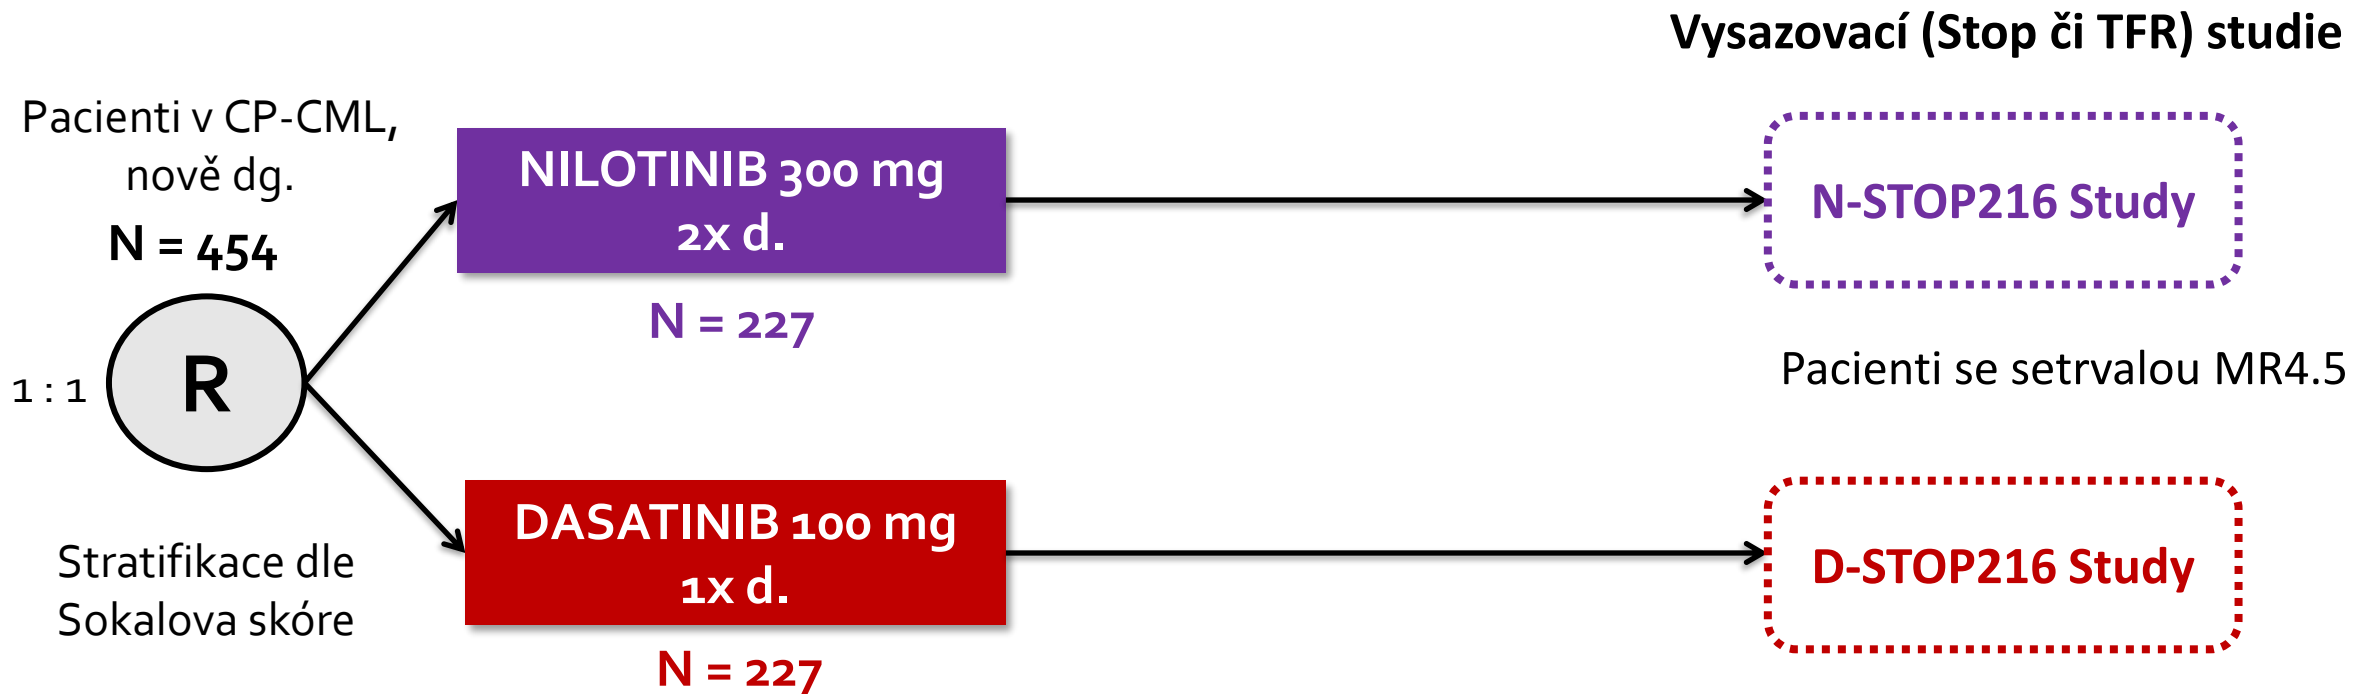 Vysazovací (Stop či TFR) studie
Pacienti v CP-CML,
nově dg.
N = 454
1 : 1
R
Stratifikace dle
Sokalova skóre
NILOTINIB 300 mg
2x d.
N = 227
DASATINIB 100 mg
1x d.
N = 227
N-STOP216 Study
Pacienti se setrvalou MR4.5
D-STOP216 Study